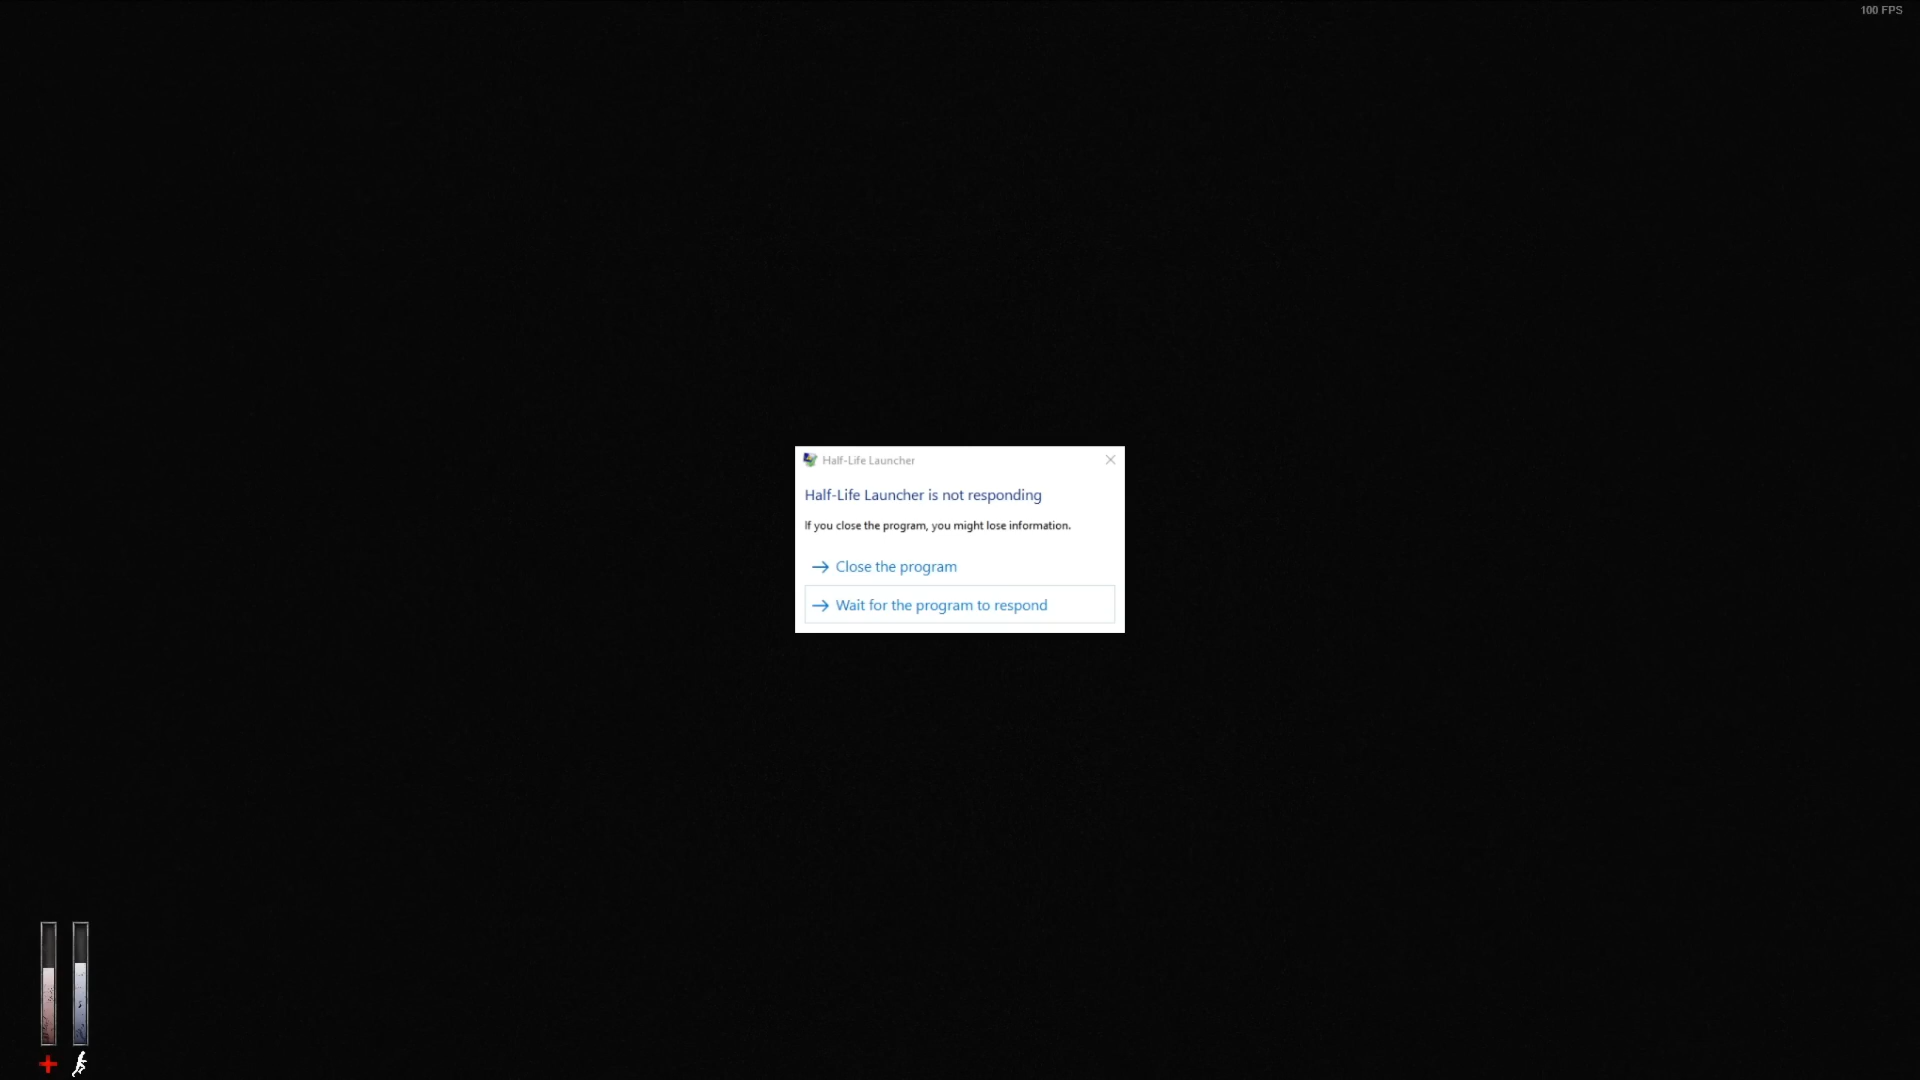 100 FPS
Half-Life Launcher
Half-Life Launcher is not responding
If you close the program, you might lose information.
Close the program
Wait for the program to respond